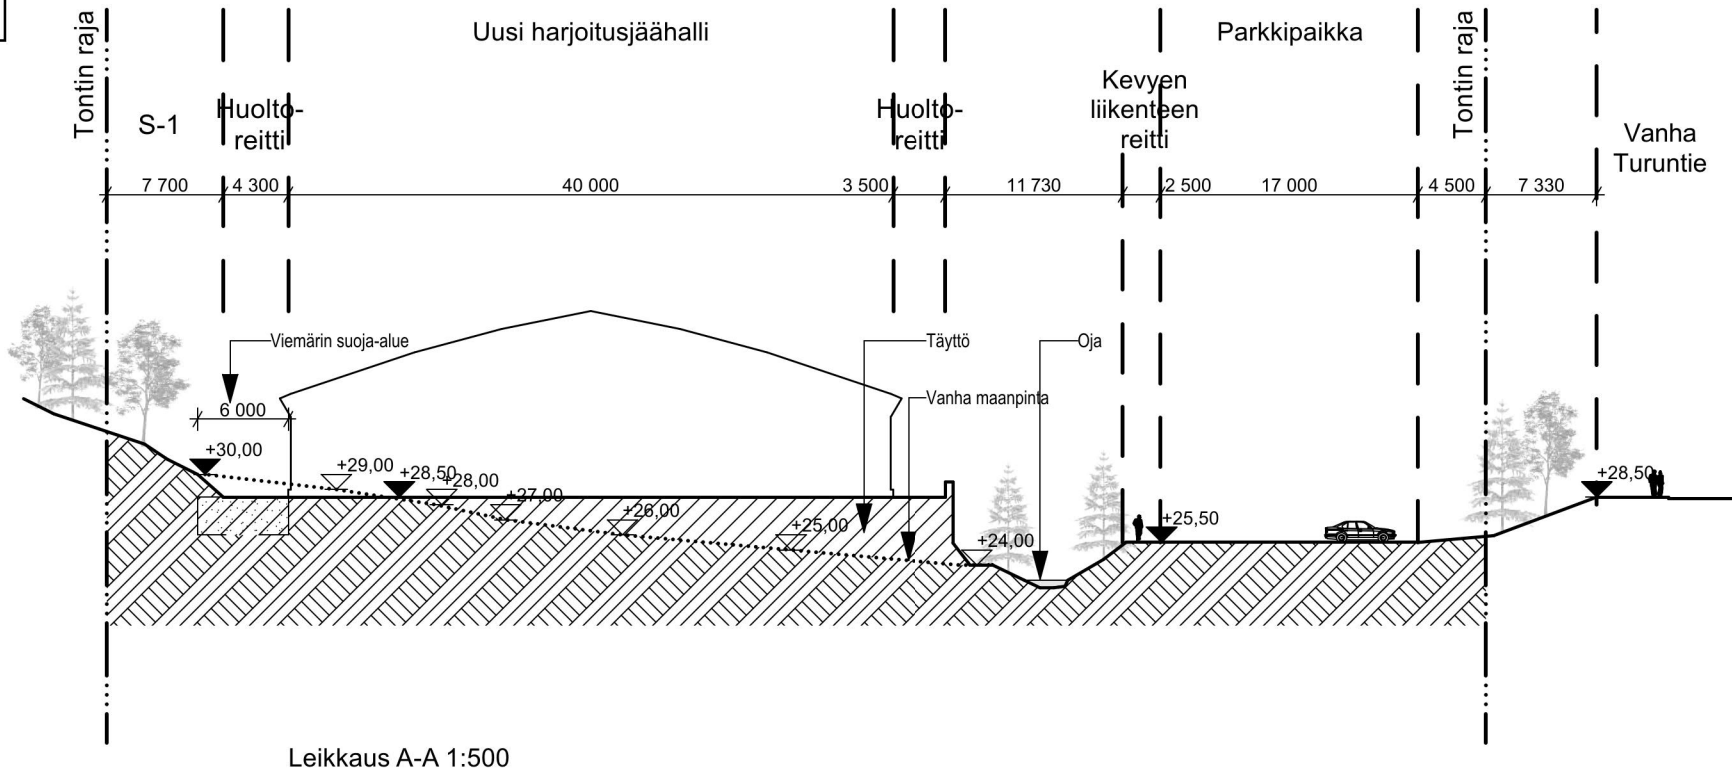 Tontin raja
S-1
Huolto-
reitti
Uusi harjoitusjäähalli
Huolto-
reitti
Kevyen
liikenteen
reitti
Parkkipaikka
Tontin raja
Vanha
Turuntie
7 700
4 300
40 000
3 500
11 730
2 500
17 000
4 500
7 330
Viemärin suoja-alue
Täyttö
Oja
Vanha maanpinta
6 000
+30,00
+29,00
+28,50
+28,00
+27,00
+26,00
+25,00
+24,00
+25,50
+28,50
Leikkaus A-A 1:500